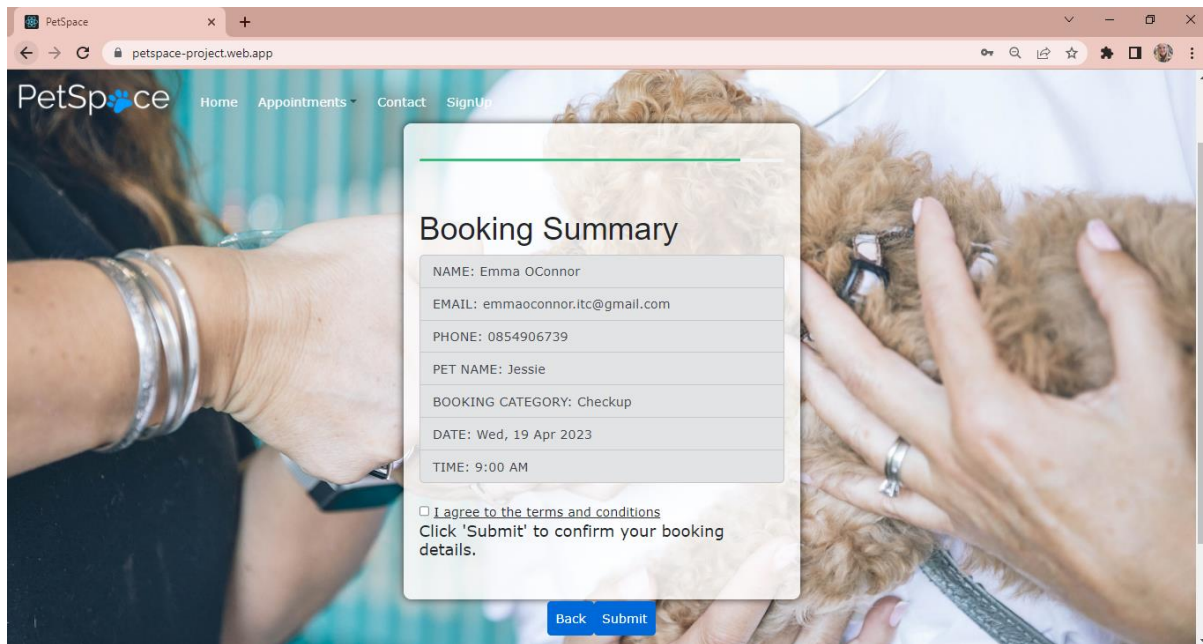 PetSpace
petspace-project.web.app
PetSpace Home Appointments Contact SignUp
Booking Summary
NAME: Emma OConnor
EMAIL: emmaoconnor.itc@gmail.com
PHONE: 0854906739
PET NAME: Jessie
BOOKING CATEGORY: Checkup
DATE: Wed, 19 Apr 2023
TIME: 9:00 AM
I agree to the terms and conditions
Click 'Submit' to confirm your booking
details.
Back Submit